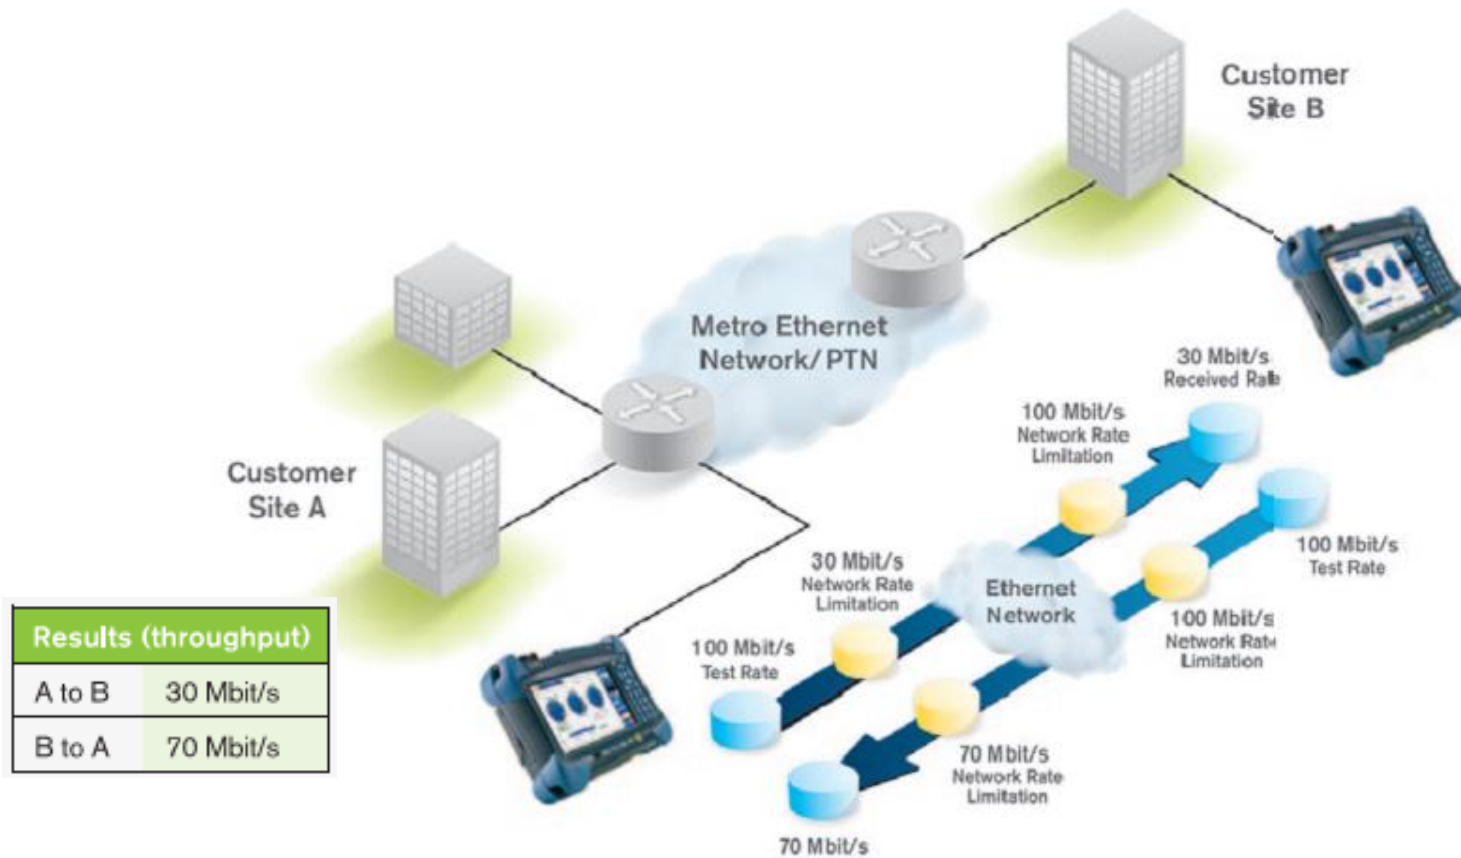 Customer
Site B
Metro Ethernet
Network/PTN
Customer
Site A
30 Mbit/s
Received Rate
100 Mbit/s
Network Rate
Limitation
100 Mbit/s
Test Rate
30 Mbit/s
Network Rate
Limitation
Ethernet
Network
100 Mbit/s
Network Rate
Limitation
100 Mbit/s
Test Rate
70 Mbit/s
Network Rate
Limitation
70 Mbit/s
Results (throughput)
A to B 30 Mbit/s
B to A 70 Mbit/s